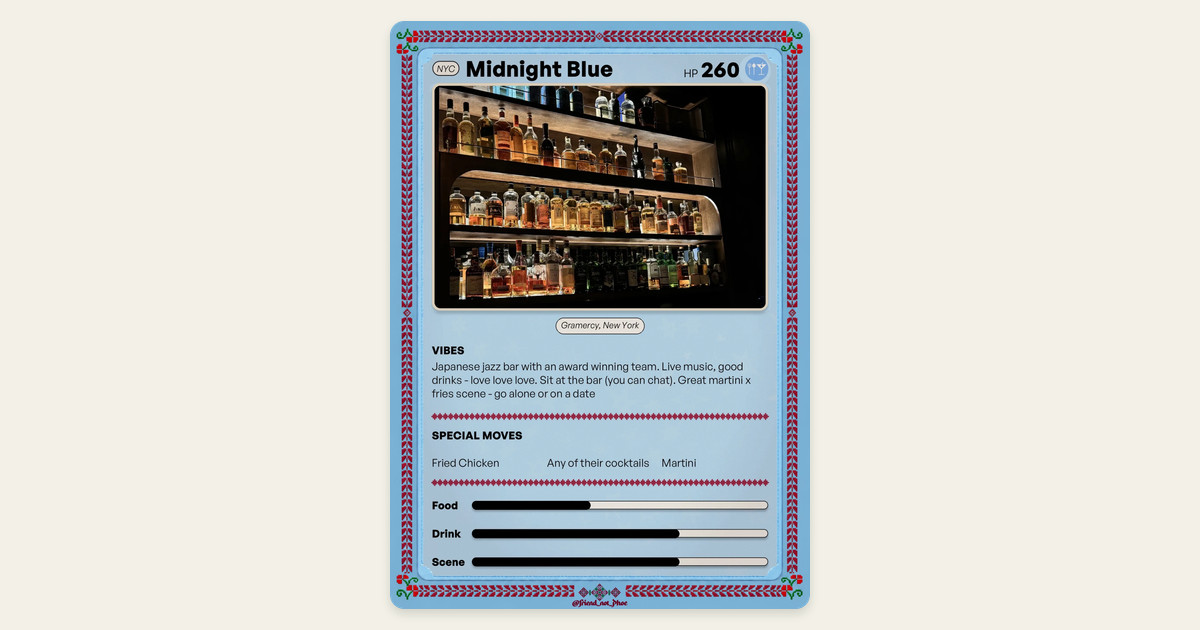 NYC Midnight Blue HP 260
Gramercy, New York
VIBES
Japanese jazz bar with an award winning team. Live music, good
drinks - love love love. Sit at the bar (you can chat). Great martini x
fries scene - go alone or on a date
SPECIAL MOVES
Fried Chicken Any of their cocktails Martini
Food
Drink
Scene
@friend_not_phoe